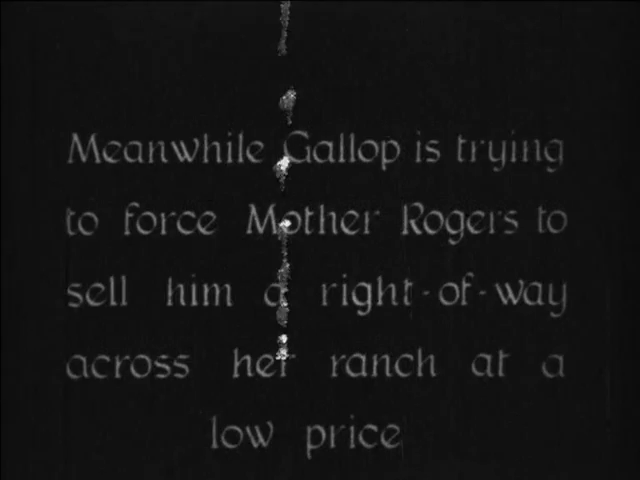 Meanwhile Gallop is trying
to force Mother Rogers to
sell him a right-of-way
across her ranch at a
low price